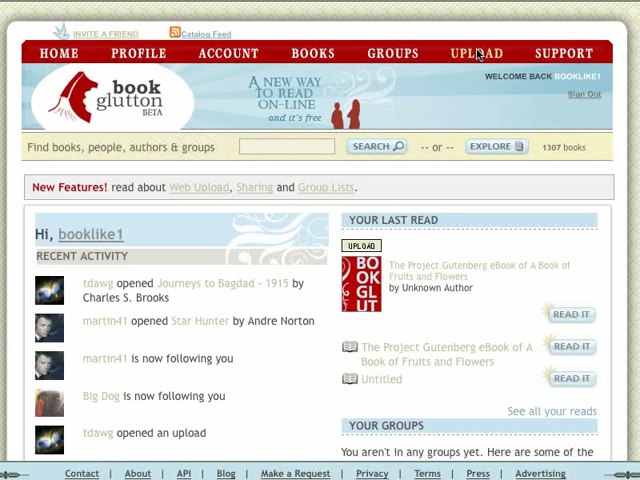 INVITE A FRIEND Catalog Feed
HOME PROFILE ACCOUNT BOOKS GROUPS UPLOAD SUPPORT
WELCOME BACK BOOKLIKE1
Sign Out
book
glutton
BETA
A NEW WAY
TO READ
ON-LINE
and it's free
Find books, people, authors & groups SEARCH -- or -- EXPLORE 1307 books
New Features! read about Web Upload, Sharing and Group Lists.
Hi, booklike1
RECENT ACTIVITY
tdawg opened Journeys to Bagdad - 1915 by
Charles S. Brooks
martin41 opened Star Hunter by Andre Norton
martin41 is now following you
Big Dog is now following you
tdawg opened an upload
YOUR LAST READ
UPLOAD
BO
OK
GL
UT
The Project Gutenberg eBook of A Book of
Fruits and Flowers
by Unknown Author
READ IT
The Project Gutenberg eBook of A
Book of Fruits and Flowers
READ IT
Untitled
READ IT
See all your reads
YOUR GROUPS
You aren't in any groups yet. Here are some of the
Contact | About | API | Blog | Make a Request | Privacy | Terms | Press | Advertising